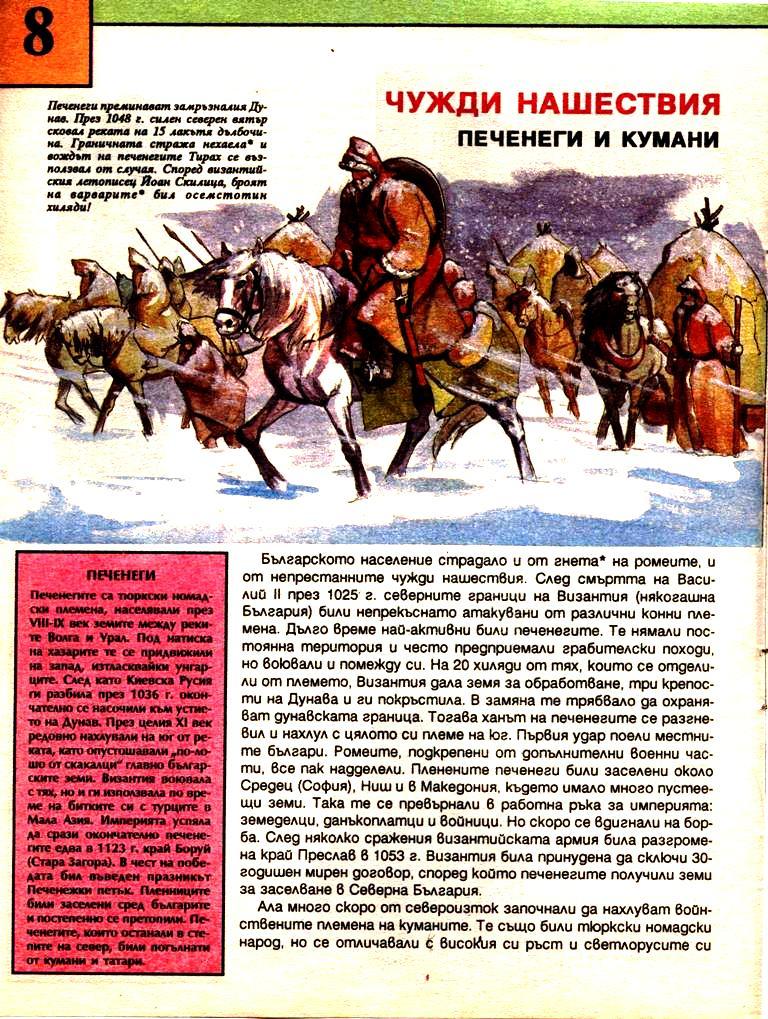 8
Печенеги преминават замръзналия Ду-
нав. През 1048 г. силен северен вятър
сковал реката на 15 лакътя дълбочи-
на. Граничната стража нехаела* и
вождът на печенегите Тирах се въз-
ползвал от случая. Според византий-
ския летописец Йоан Скилица, броят
на варварите* бил осемстотин
хиляди!
ЧУЖДИ НАШЕСТВИЯ
ПЕЧЕНЕГИ И КУМАНИ
ПЕЧЕНЕГИ
Печенегите са тюркски номад-
ски племена, населявали през
VIII-IX век земите между реки-
те Волга и Урал. Под натиска
на хазарите те се придвижили
на запад, изтласквайки унгар-
ците. След като Киевска Русия
ги разбила през 1036 г. окон-
чателно се насочили към устие-
то на Дунав. През целия XI век
редовно нахлували на юг от ре-
ката, като опустошавали „по-ло-
шо от скакалци" главно българ-
ските земи. Византия воювала
с тях, но и ги използвала по вре-
ме на битките си с турците в
Мала Азия. Империята успяла
да срази окончателно печене-
гите едва в 1123 г. край Боруй
(Стара Загора). В чест на побе-
дата бил въведен празникът
Печенежки петък. Пленниците
били заселени сред българите
и постепенно се претопили. Пе-
ченегите, които останали в сте-
пите на север, били погълнати
от кумани и татари.
Българското население страдало и от гнета* на ромеите, и
от непрестанните чужди нашествия. След смъртта на Васи-
лий II през 1025 г. северните граници на Византия (някогашна
България) били непрекъснато атакувани от различни конни пле-
мена. Дълго време най-активни били печенегите. Те нямали пос-
тоянна територия и често предприемали грабителски походи,
но воювали и помежду си. На 20 хиляди от тях, които се отдели-
ли от племето, Византия дала земя за обработване, три крепос-
ти на Дунава и ги покръстила. В замяна те трябвало да охраня-
ват дунавската граница. Тогава ханът на печенегите се разгне-
вил и нахлул с цялото си племе на юг. Първия удар поели местни-
те българи. Ромеите, подкрепени от допълнителни военни час-
ти, все пак надделели. Пленените печенеги били заселени около
Средец (София), Ниш и в Македония, където имало много пустее-
щи земи. Така те се превърнали в работна ръка за империята:
земеделци, данъкоплатци и войници. Но скоро се вдигнали на бор-
ба. След няколко сражения византийската армия била разгроме-
на край Преслав в 1053 г. Византия била принудена да сключи 30-
годишен мирен договор, според който печенегите получили земи
за заселване в Северна България.
Ала много скоро от североизток започнали да нахлуват войн-
ствените племена на куманите. Те също били тюркски номадски
народ, но се отличавали с високия си ръст и светлорусите си